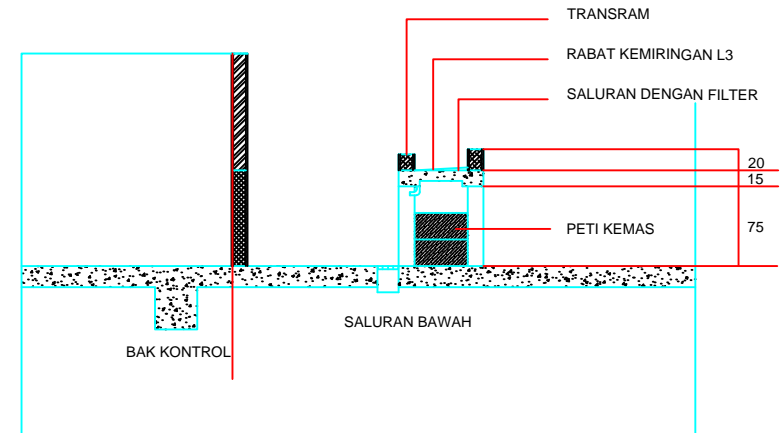 TRANSRAM
RABAT KEMIRINGAN L3
SALURAN DENGAN FILTER
20
15
PETI KEMAS
75
SALURAN BAWAH
BAK KONTROL